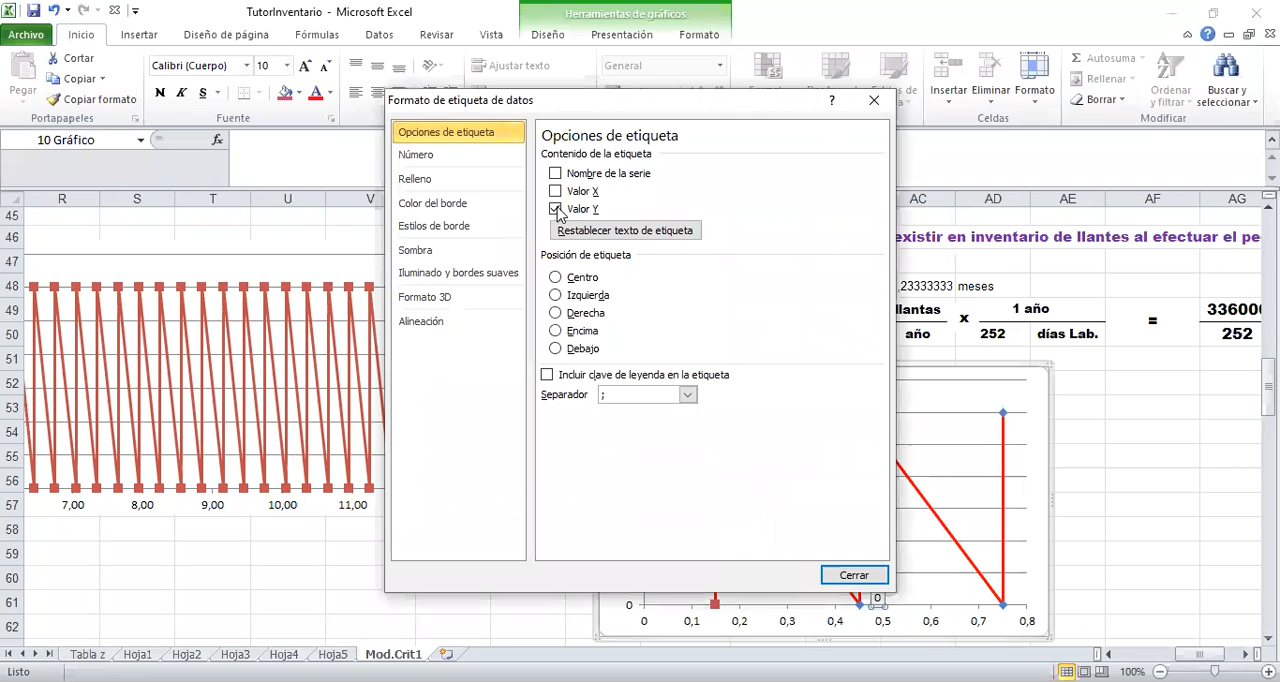 TutorInventario - Microsoft Excel
Herramientas de gráficos
Archivo Inicio Insertar Diseño de página Fórmulas Datos Revisar Vista Diseño Presentación Formato
Pegar
Cortar
Copiar
Copiar formato
Portapapeles
Calibri (Cuerpo) 10
N K S
Fuente
Ajustar texto
General
Insertar Eliminar Formato
Celdas
Autosuma
Rellenar
Borrar
Ordenar y filtrar
Buscar y seleccionar
Modificar
10 Gráfico fx
R S T U V AC AD AE AF AG
45
46 existir en inventario de llantes al efectuar el pe
47
48 ,23333333 meses
49 llantas x 1 año = 336000
50 año 252 días Lab. 252
51
52
53
54
55
56
57 7,00 8,00 9,00 10,00 11,00
58
59
60
61
62
Formato de etiqueta de datos
Opciones de etiqueta
Número
Relleno
Color del borde
Estilos de borde
Sombra
Iluminado y bordes suaves
Formato 3D
Alineación
Opciones de etiqueta
Contenido de la etiqueta
Nombre de la serie
Valor X
Valor Y
Restablecer texto de etiqueta
Posición de etiqueta
Centro
Izquierda
Derecha
Encima
Debajo
Incluir clave de leyenda en la etiqueta
Separador ;
Cerrar
0
0
0 0,1 0,2 0,3 0,4 0,5 0,6 0,7 0,8
Tabla z Hoja1 Hoja2 Hoja3 Hoja4 Hoja5 Mod.Crit1
Listo 100%